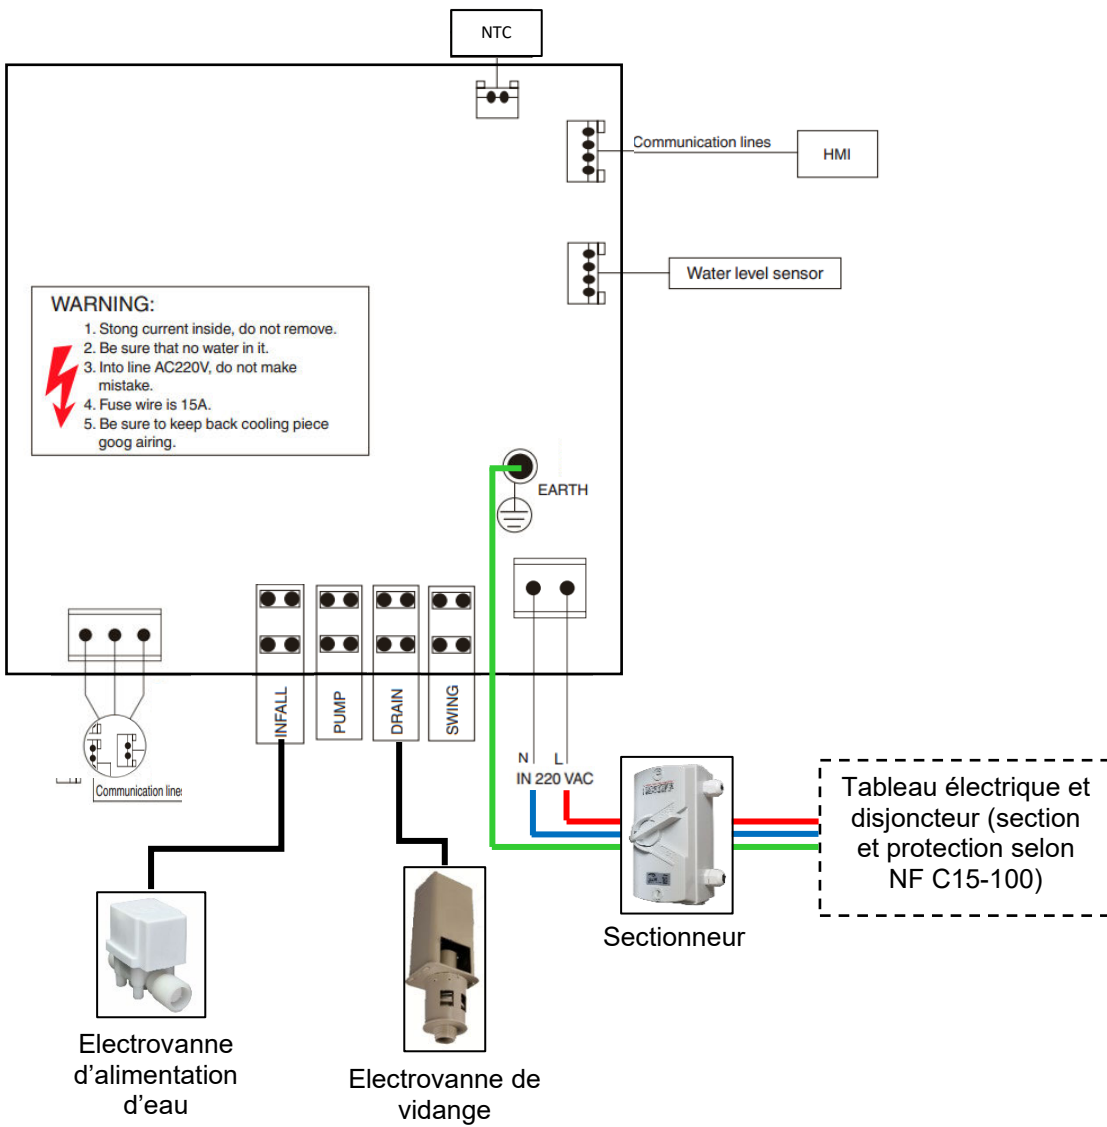 NTC
Communication lines
HMI
Water level sensor
WARNING:
1. Stong current inside, do not remove.
2. Be sure that no water in it.
3. Into line AC220V, do not make
mistake.
4. Fuse wire is 15A.
5. Be sure to keep back cooling piece
goog airing.
EARTH
INFALL
PUMP
DRAIN
SWING
N L
IN 220 VAC
Communication lines
Tableau électrique et
disjoncteur (section
et protection selon
NF C15-100)
Sectionneur
Electrovanne
d’alimentation
d’eau
Electrovanne de
vidange